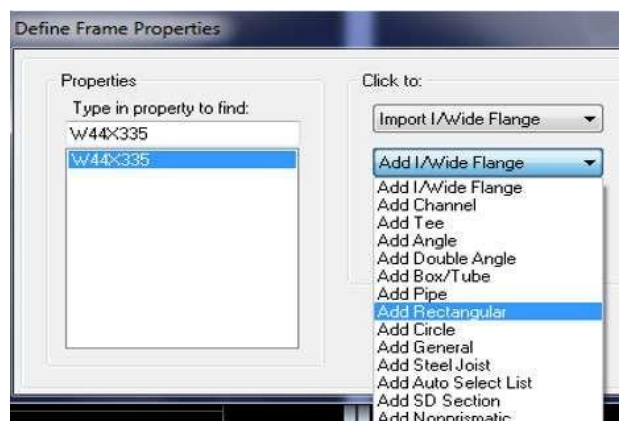 Define Frame Properties
Properties
Type in property to find:
W44X335
W44X335
Click to:
Import I/Wide Flange
Add I/Wide Flange
Add I/Wide Flange
Add Channel
Add Tee
Add Angle
Add Double Angle
Add Box/Tube
Add Pipe
Add Rectangular
Add Circle
Add General
Add Steel Joist
Add Auto Select List
Add SD Section
Add Nonprismatic